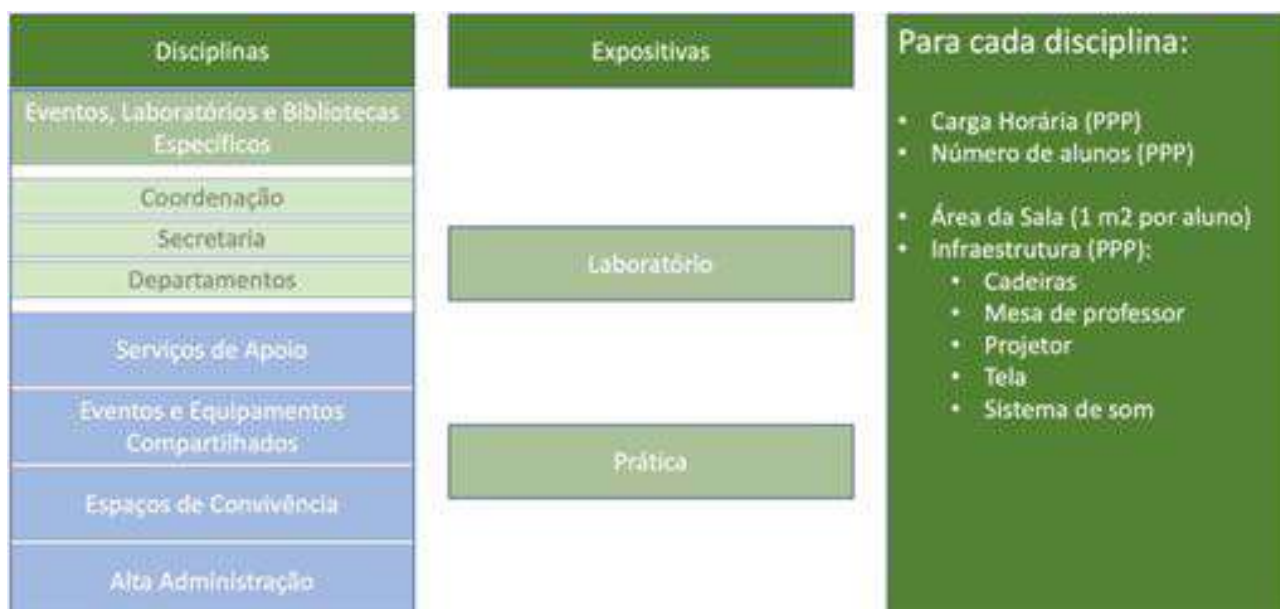 Disciplinas
Eventos, Laboratórios e Bibliotecas
Específicos
Coordenação
Secretaria
Departamentos
Serviços de Apoio
Eventos e Equipamentos
Compartilhados
Espaços de Convivência
Alta Administração
Expositivas
Laboratório
Prática
Para cada disciplina:
• Carga Horária (PPP)
• Número de alunos (PPP)
• Área da Sala (1 m2 por aluno)
• Infraestrutura (PPP):
• Cadeiras
• Mesa de professor
• Projetor
• Tela
• Sistema de som